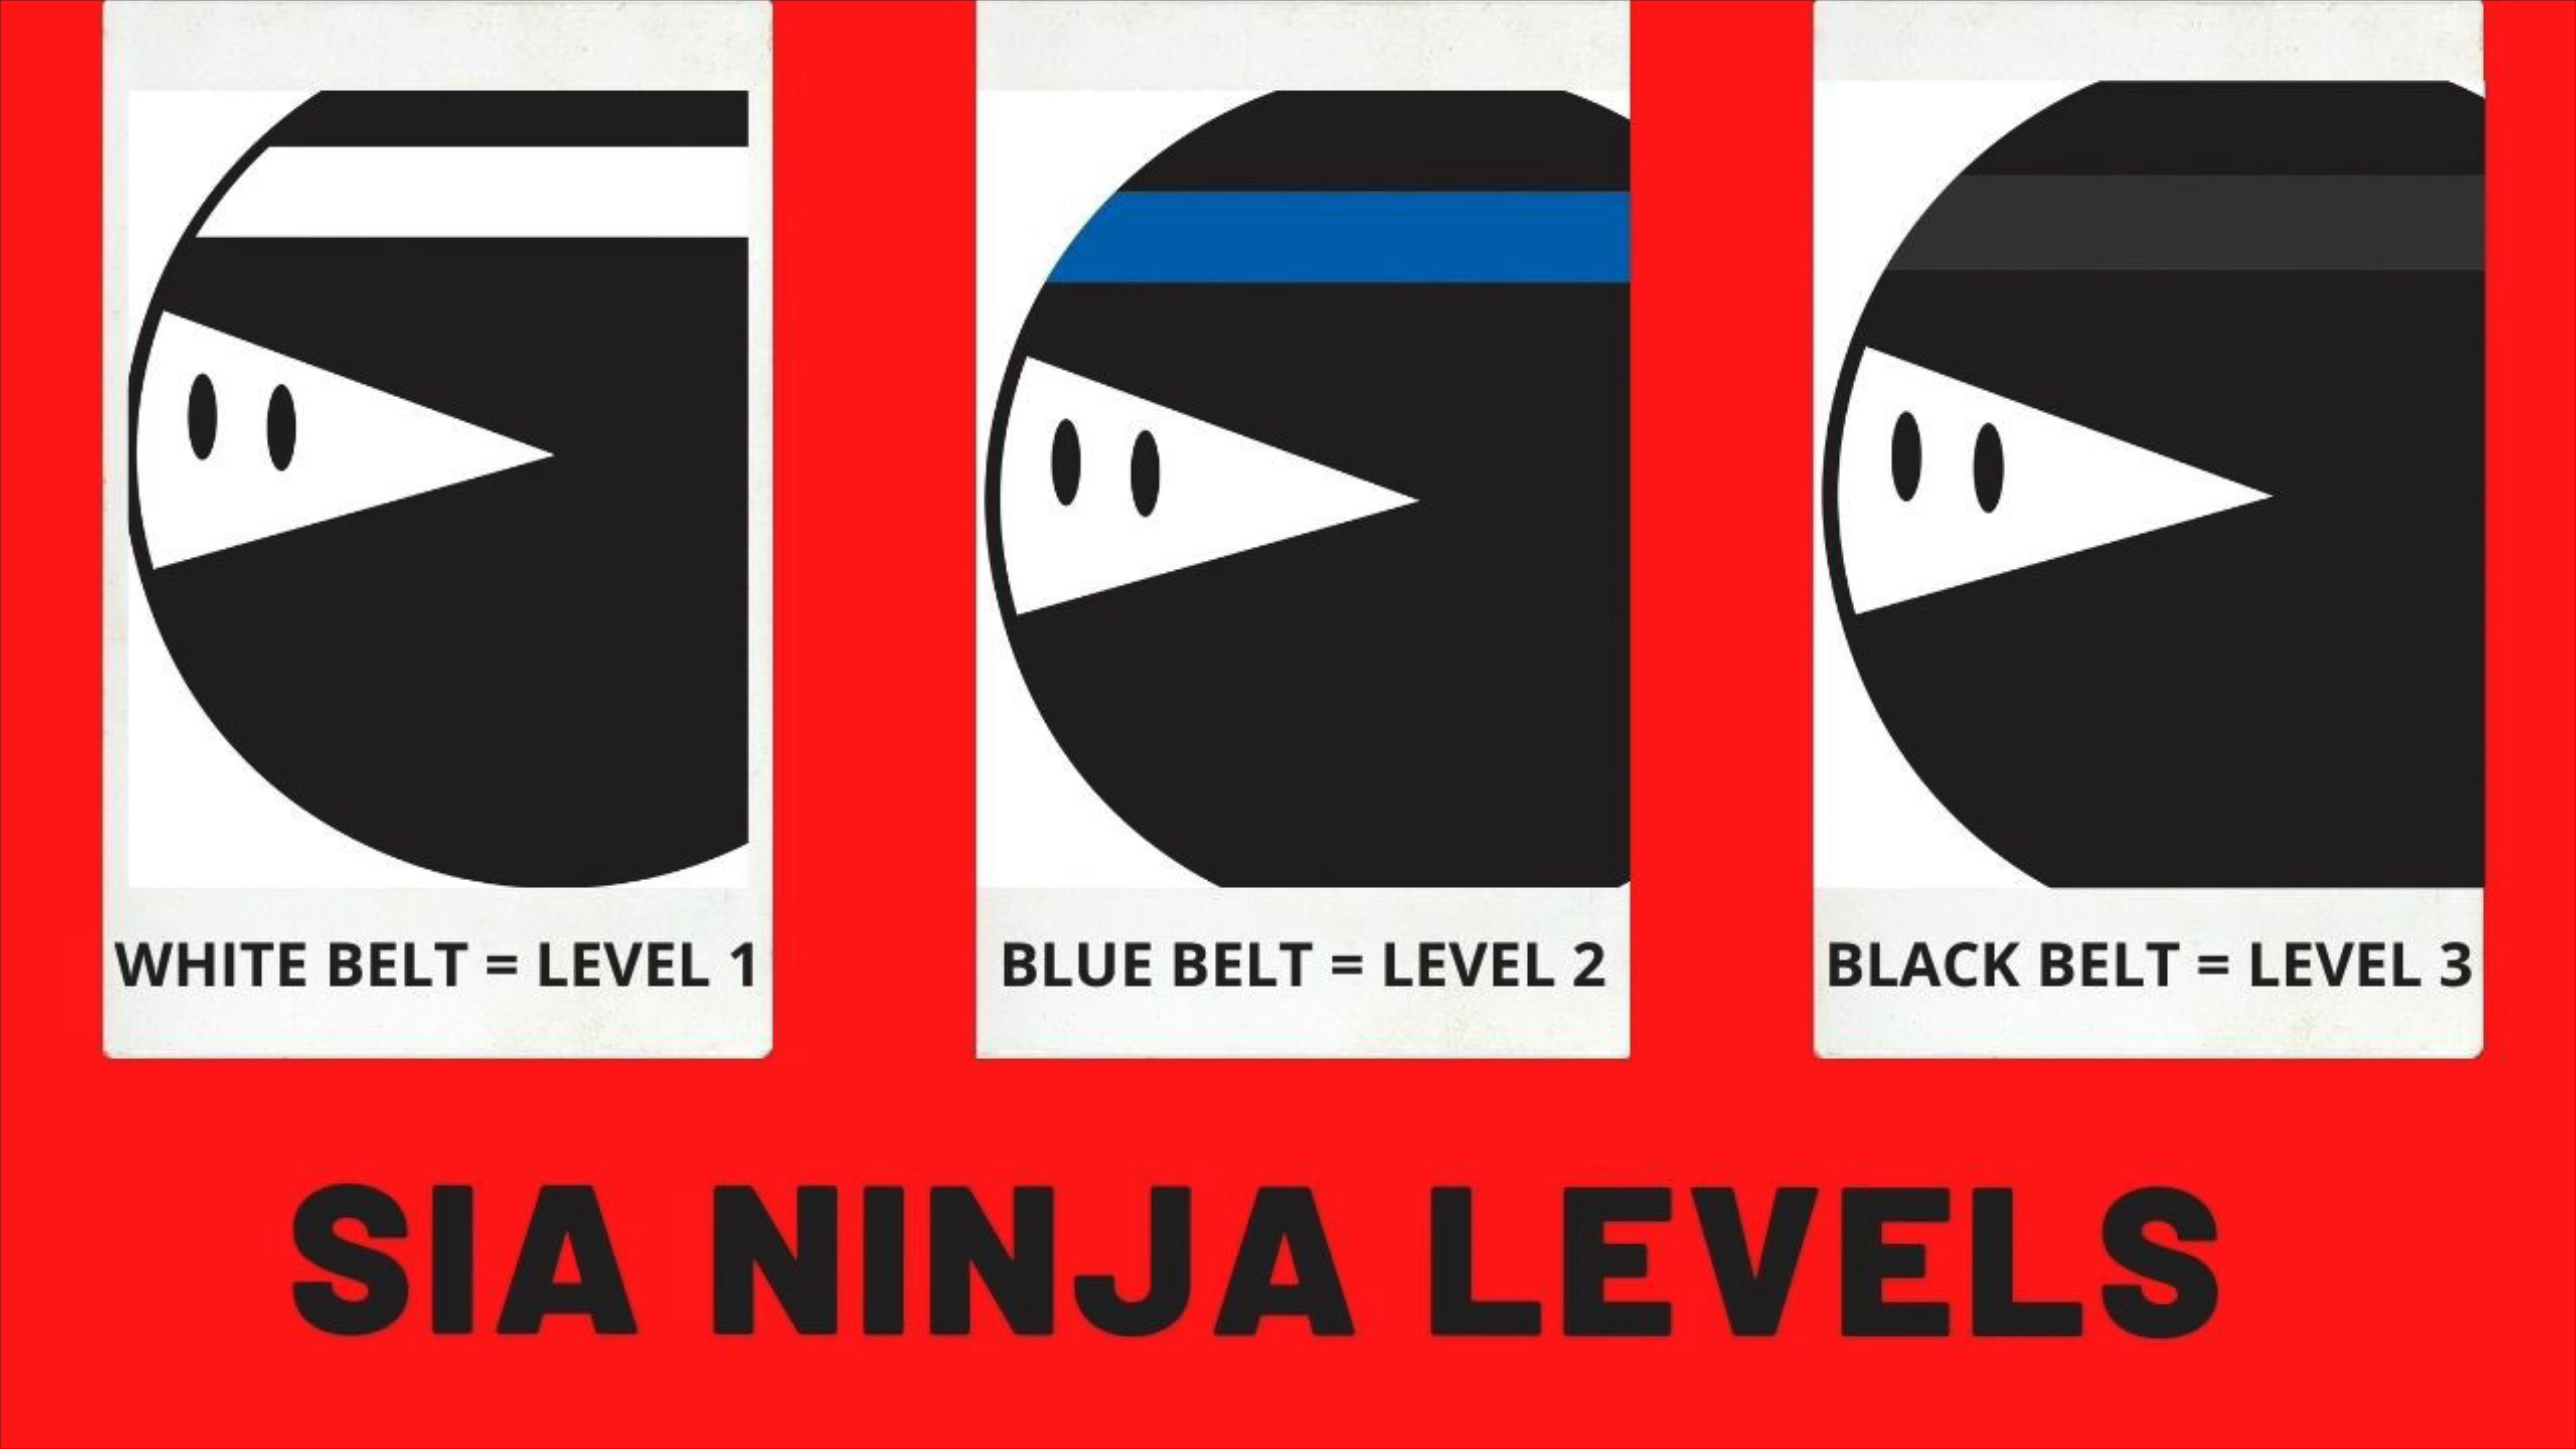 WHITE BELT = LEVEL 1
BLUE BELT = LEVEL 2
BLACK BELT = LEVEL 3
SIA NINJA LEVELS